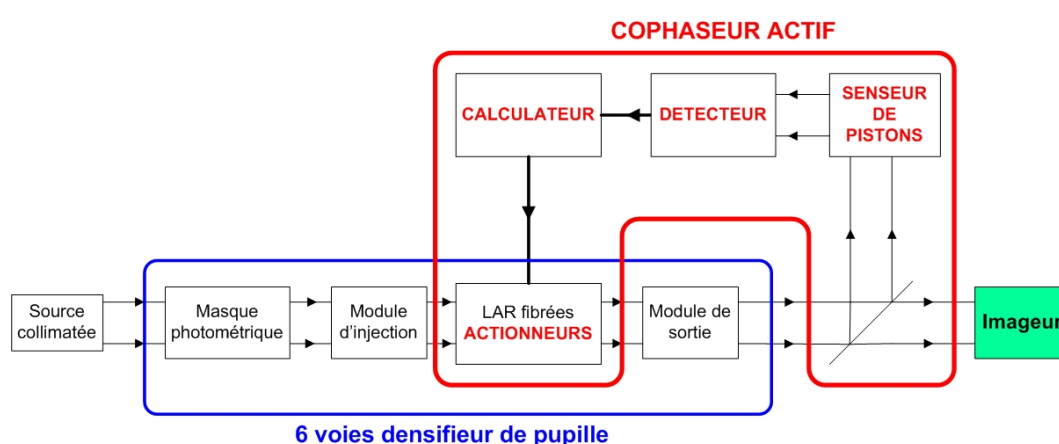 COPHASEUR ACTIF
CALCULATEUR
DETECTEUR
SENSEUR
DE
PISTONS
Source
collimatée
Masque
photométrique
Module
d'injection
LAR fibrées
ACTIONNEURS
Module de
sortie
Imageur
6 voies densifieur de pupille